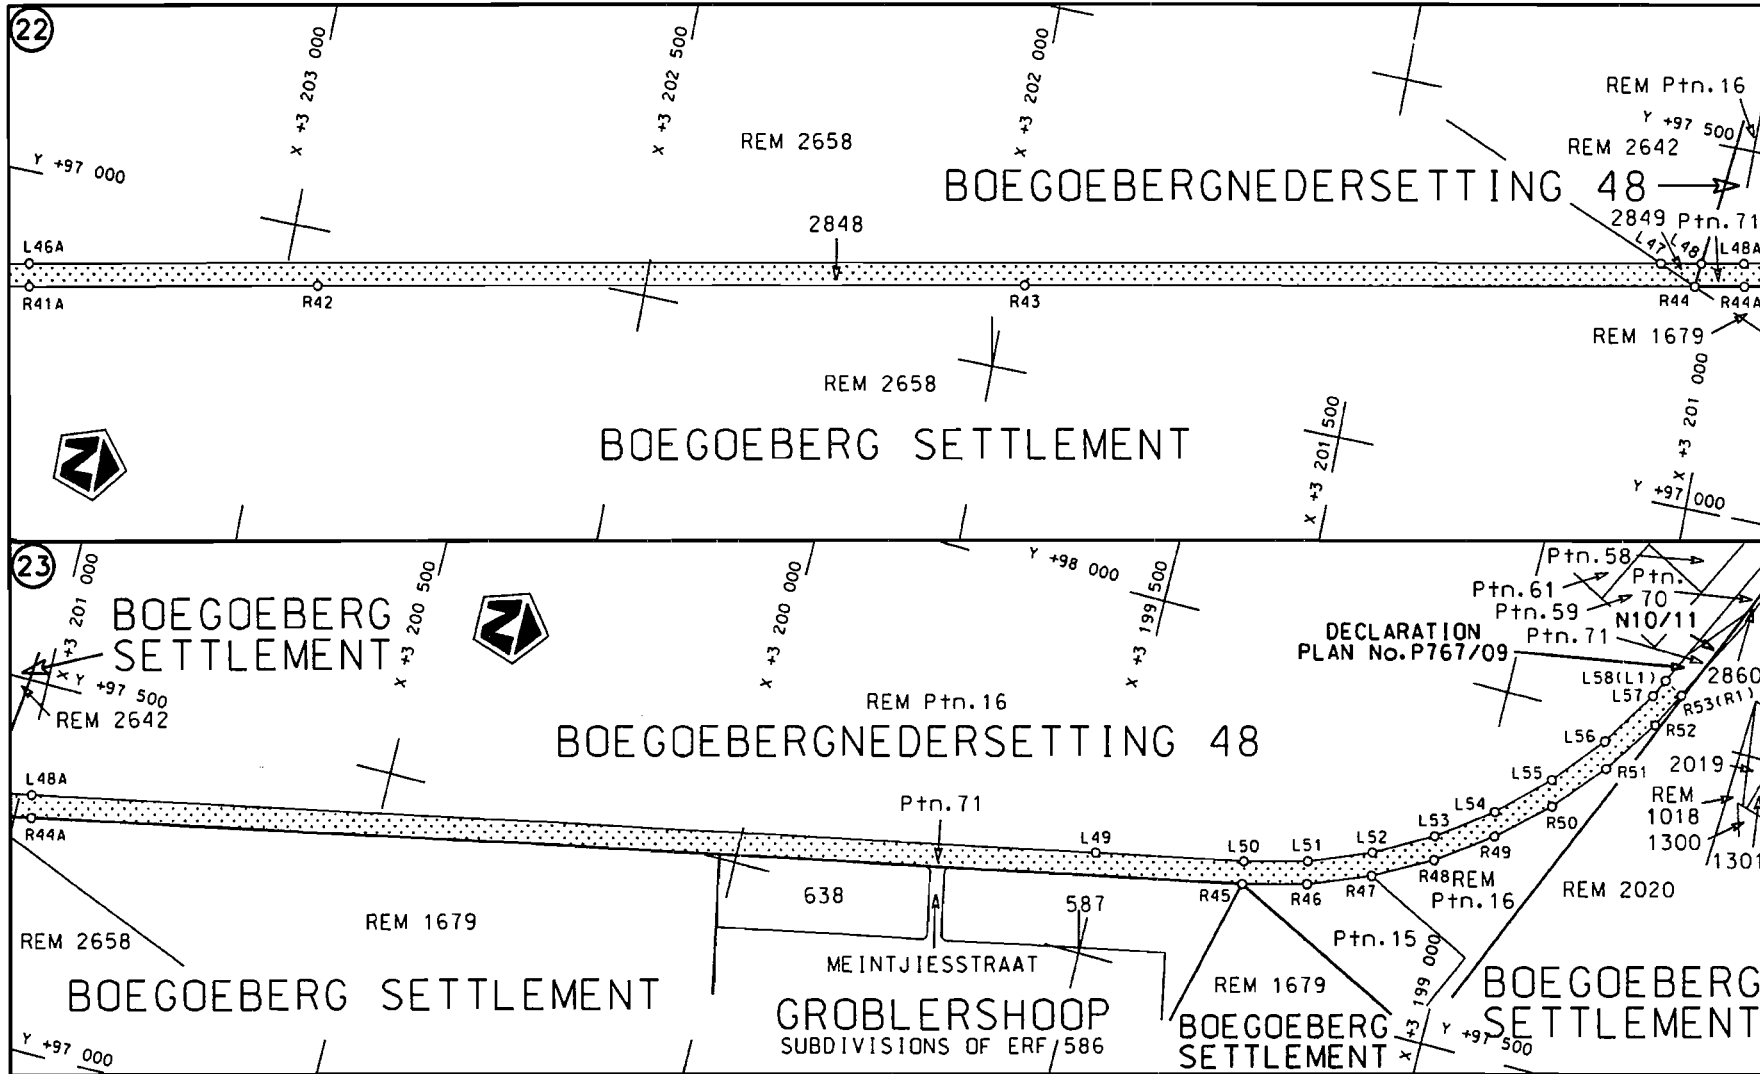 22
X +3 203 000
X +3 202 500
X +3 202 000
REM Ptn.16
Y +97 500
REM 2658
REM 2642
Y +97 000
BOEGOEBERGNEDERSETTING 48
2848
2849
Ptn.71
L46A
L47
L48
L48A
R41A
R42
R43
R44
R44A
REM 1679
REM 2658
BOEGOEBERG SETTLEMENT
X +3 201 500
X +3 201 000
Y +97 000
23
X +3 201 000
X +3 200 500
X +3 200 000
Y +98 000
X +3 199 500
Ptn.58
Ptn.61
Ptn.
70
Ptn.59
N10/11
Ptn.71
BOEGOEBERG
SETTLEMENT
DECLARATION
PLAN No.P767/09
2860
Y +97 500
REM 2642
L58(L1)
L57
R53(R1)
REM Ptn.16
BOEGOEBERGNEDERSETTING 48
L56
R52
L55
R51
2019
L48A
Ptn.71
L54
R50
REM
1018
1300
1301
R44A
L49
L50
L51
L52
L53
R49
R48
REM
Ptn.16
R45
R46
R47
REM 2020
638
587
REM 1679
REM 2658
MEINTJIESSTRAAT
Ptn.15
REM 1679
X +3 199 000
BOEGOEBERG SETTLEMENT
GROBLERSHOOP
SUBDIVISIONS OF ERF 586
BOEGOEBERG
SETTLEMENT
BOEGOEBERG
SETTLEMENT
Y +97 000
Y +97 500